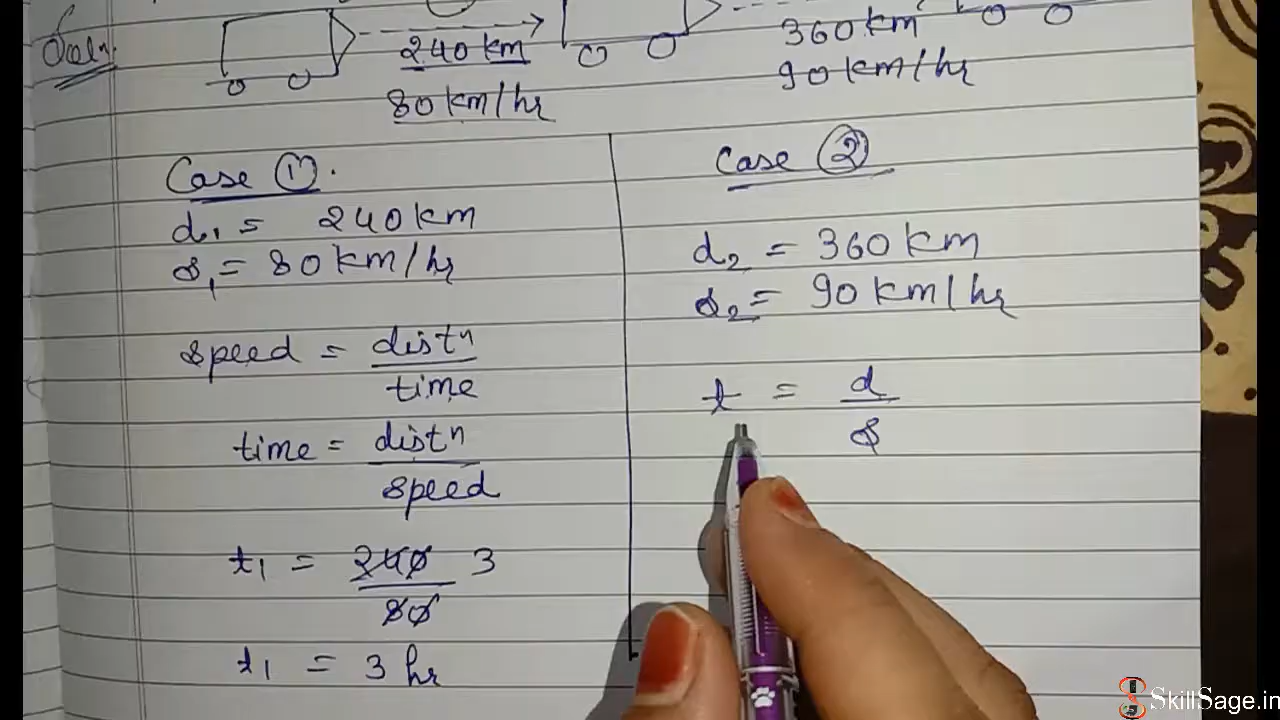 Soln.
240 km
80 km/hr
360 km
90 km/hr
Case ①.
d1 = 240 km
s1 = 80 km/hr
speed = distn
time
time = distn
speed
t1 = 240 3
80
t1 = 3 hr
Case ②
d2 = 360 km
s2 = 90 km/hr
t = d
s
SkillSage.in